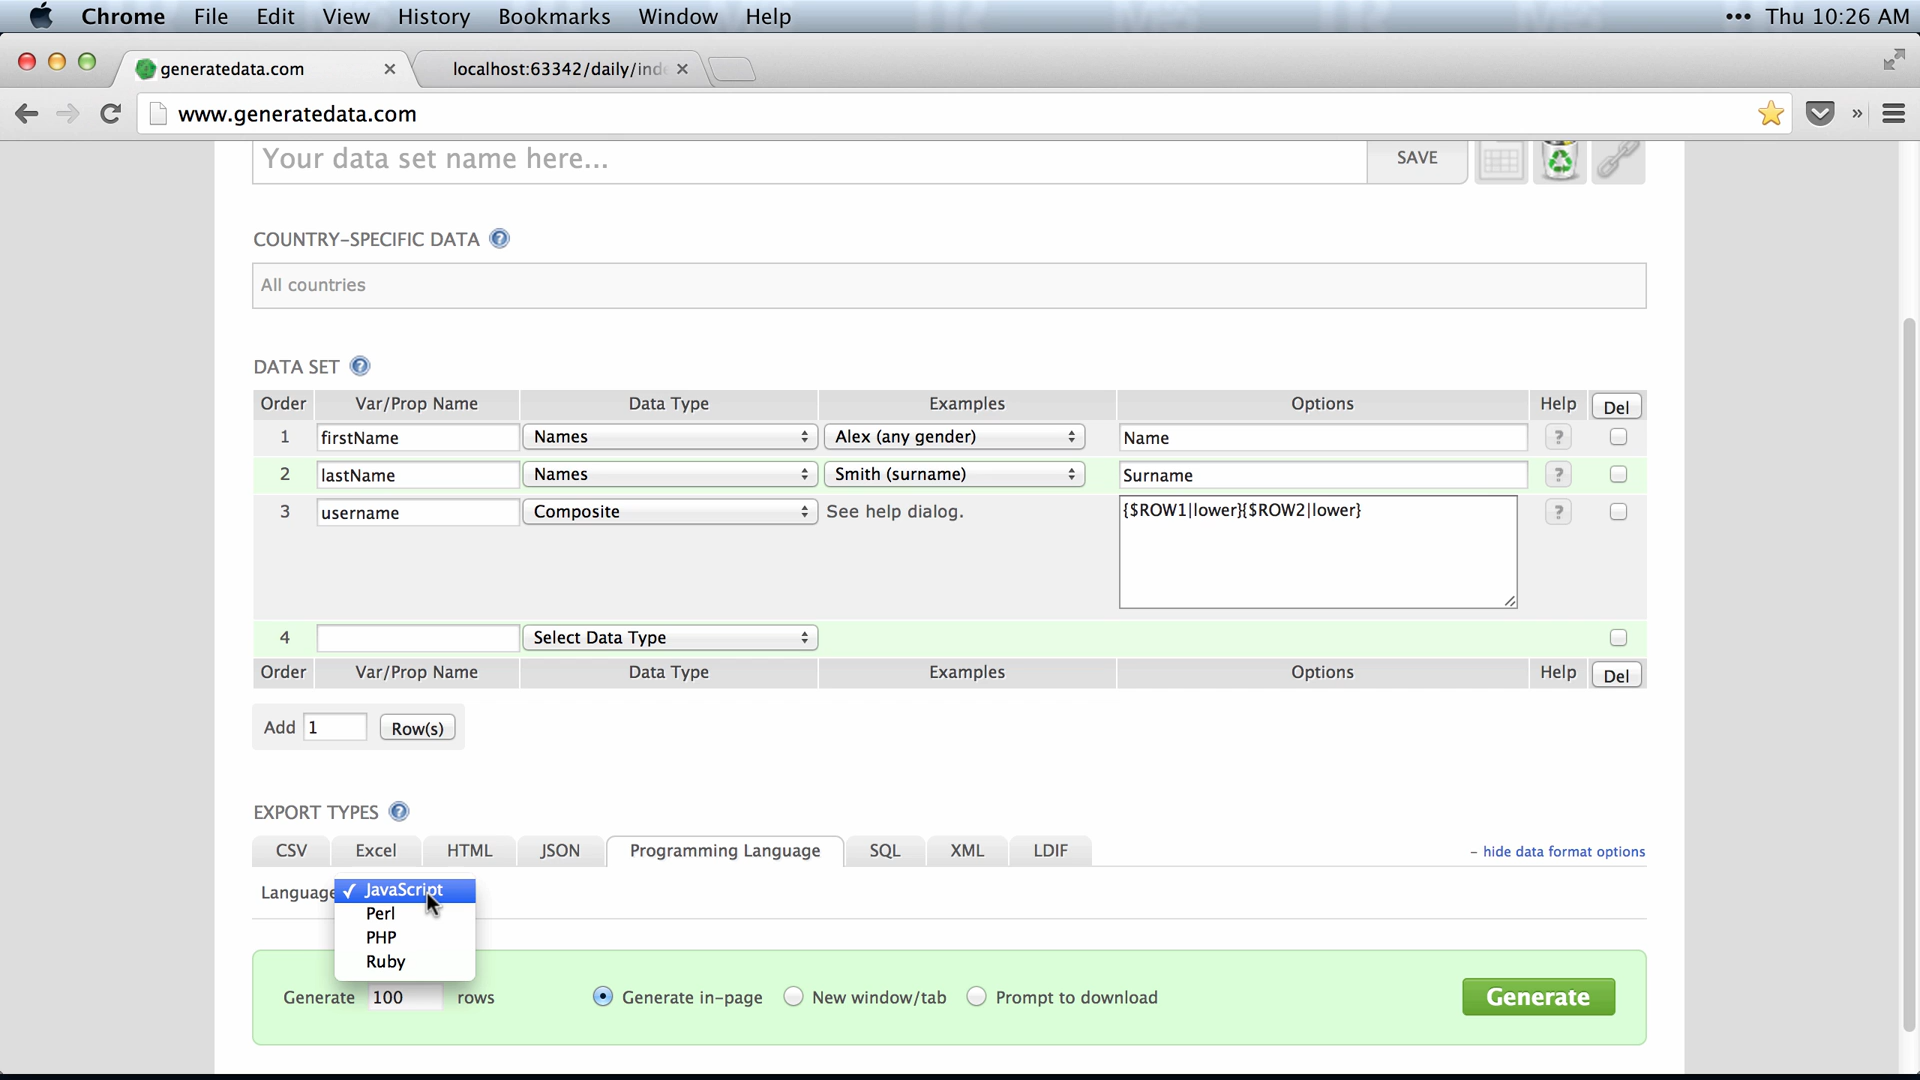 Chrome File Edit View History Bookmarks Window Help ••• Thu 10:26 AM
generatedata.com localhost:63342/daily/inde
www.generatedata.com »
Your data set name here... SAVE
COUNTRY-SPECIFIC DATA ?
All countries
DATA SET ?
Order Var/Prop Name Data Type Examples Options Help Del
1 firstName Names Alex (any gender) Name ?
2 lastName Names Smith (surname) Surname ?
3 username Composite See help dialog. {$ROW1|lower}{$ROW2|lower} ?
4 Select Data Type
Order Var/Prop Name Data Type Examples Options Help Del
Add 1 Row(s)
EXPORT TYPES ?
CSV Excel HTML JSON Programming Language SQL XML LDIF – hide data format options
Language ✓ JavaScript
Perl
PHP
Ruby
Generate 100 rows Generate in-page New window/tab Prompt to download Generate